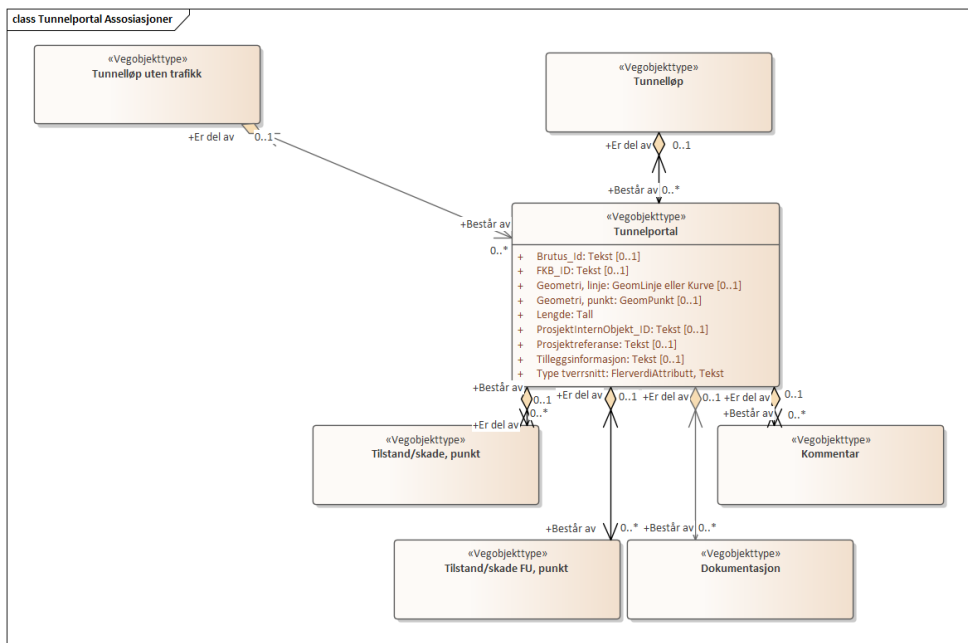 class Tunnelportal Assosiasjoner
«Vegobjekttype»
Tunnelløp uten trafikk
«Vegobjekttype»
Tunnelløp
+Er del av
0..1
+Er del av
0..1
+Består av
0..*
+Består av
0..*
«Vegobjekttype»
Tunnelportal
+ Brutus_Id: Tekst [0..1]
+ FKB_ID: Tekst [0..1]
+ Geometri, linje: GeomLinje eller Kurve [0..1]
+ Geometri, punkt: GeomPunkt [0..1]
+ Lengde: Tall
+ ProsjektInternObjekt_ID: Tekst [0..1]
+ Prosjektreferanse: Tekst [0..1]
+ Tilleggsinformasjon: Tekst [0..1]
+ Type tverrsnitt: FlerverdiAttributt, Tekst
+Består av
0..1
+Er del av
0..*
+Er del av
0..1
+Er del av
0..1
+Er del av
0..1
+Består av
0..*
«Vegobjekttype»
Tilstand/skade, punkt
«Vegobjekttype»
Kommentar
+Består av
0..*
+Består av
0..*
«Vegobjekttype»
Tilstand/skade FU, punkt
«Vegobjekttype»
Dokumentasjon